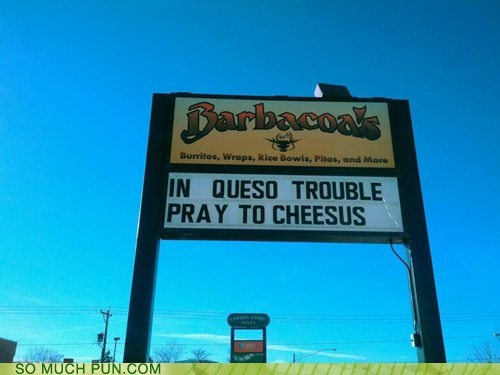 Barbacoa's
Burritos, Wraps, Rice Bowls, Pitas, and More
IN QUESO TROUBLE
PRAY TO CHEESUS
SO MUCH PUN.COM